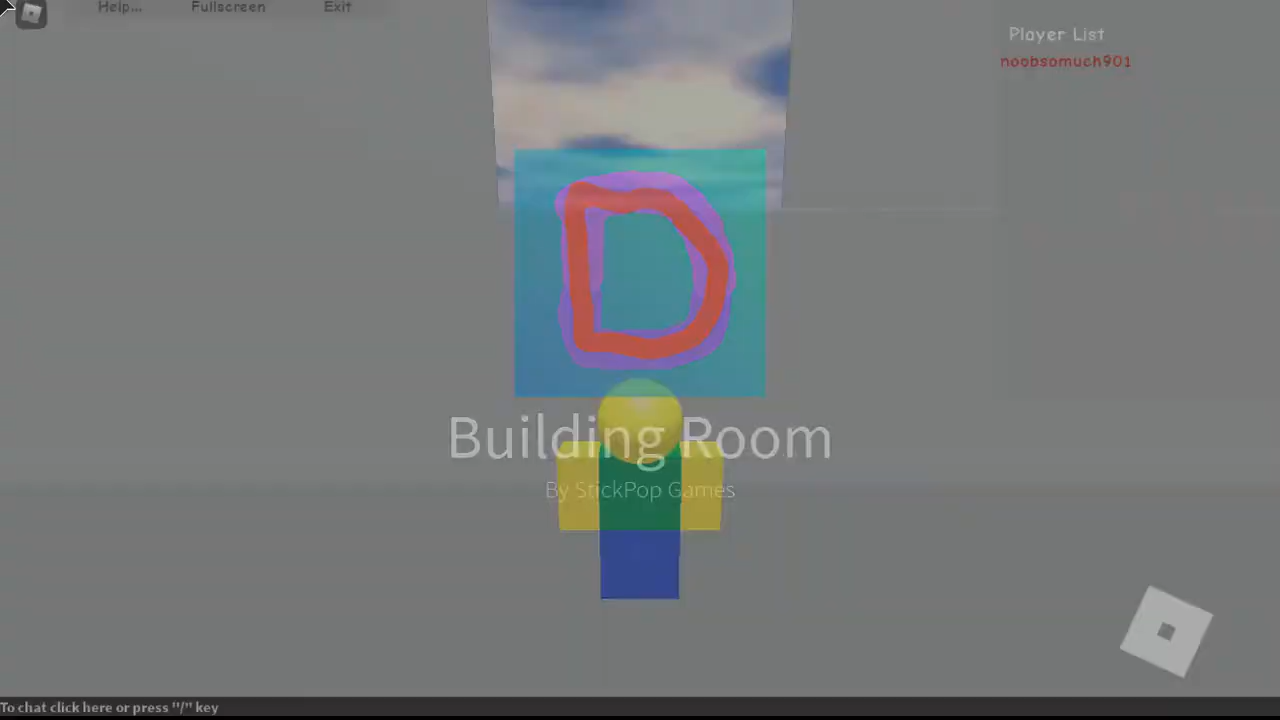 Help... Fullscreen Exit
Player List
noobsomuch901
D
Building Room
By StickPop Games
To chat click here or press "/" key